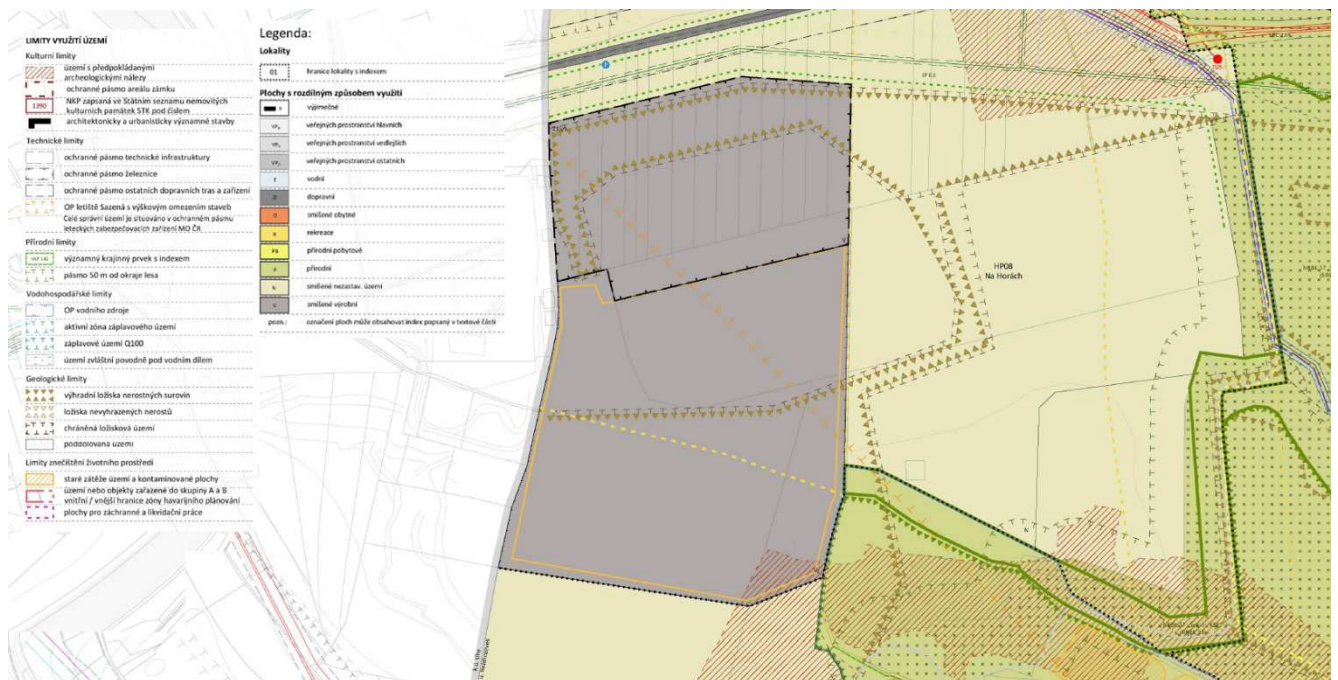 LIMITY VYUŽITÍ ÚZEMÍ
Kulturní limity
území s předpokládanými
archeologickými nálezy
ochranné pásmo areálu zámku
1390
NKP zapsaná ve Státním seznamu nemovitých
kulturních památek STK pod číslem
architektonicky a urbanisticky významné stavby
Technické limity
ochranné pásmo technické infrastruktury
ochranné pásmo železnice
ochranné pásmo ostatních dopravních tras a zařízení
OP letiště Sazená s výškovým omezením staveb
Celé správní území je situováno v ochranném pásmu
leteckých zabezpečovacích zařízení MO ČR
Přírodní limity
významný krajinný prvek s indexem
pásmo 50 m od okraje lesa
Vodohospodářské limity
OP vodního zdroje
aktivní zóna záplavového území
záplavové území Q100
území zvláštní povodně pod vodním dílem
Geologické limity
výhradní ložiska nerostných surovin
ložiska nevyhrazených nerostů
chráněná ložisková území
poddolovaná území
Limity znečištění životního prostředí
staré zátěže území a kontaminované plochy
území nebo objekty zařazené do skupiny A a B
vnitřní / vnější hranice zóny havarijního plánování
plochy pro záchranné a likvidační práce
Legenda:
Lokality
01 hranice lokality s indexem
Plochy s rozdílným způsobem využití
výjimečné
veřejných prostranství hlavních
veřejných prostranství vedlejších
veřejných prostranství ostatních
vodní
dopravní
smíšené obytné
rekreace
přírodní pobytové
přírodní
smíšené nezastav. území
smíšené výrobní
pozn.: označení ploch může obsahovat index popsaný v textové části
HP08
Na Horách